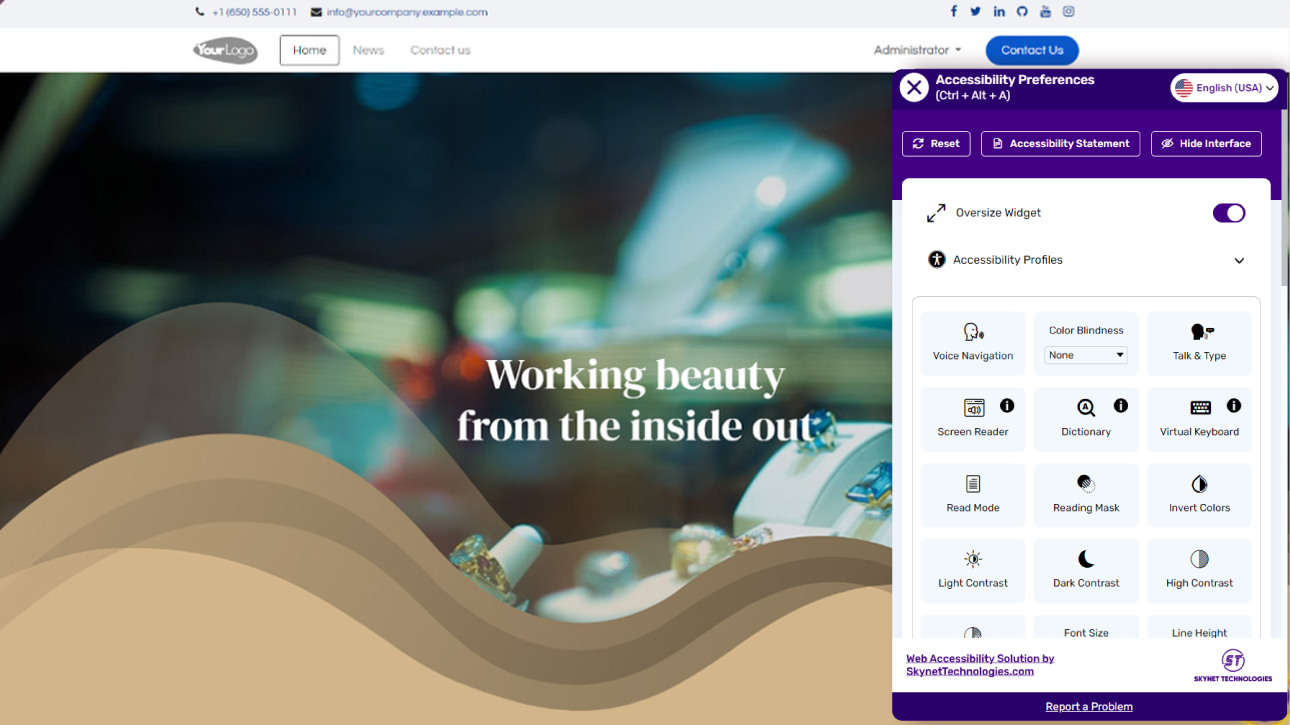 +1 (650) 555-0111 info@yourcompany.example.com
YourLogo Home News Contact us Administrator Contact Us
Accessibility Preferences
(Ctrl + Alt + A)
English (USA)
Reset Accessibility Statement Hide Interface
Oversize Widget
Accessibility Profiles
Voice Navigation
Color Blindness
None
Talk & Type
Screen Reader
Dictionary
Virtual Keyboard
Read Mode
Reading Mask
Invert Colors
Light Contrast
Dark Contrast
High Contrast
Font Size
Line Height
Working beauty
from the inside out
Web Accessibility Solution by
SkynetTechnologies.com
ST
SKYNET TECHNOLOGIES
Report a Problem